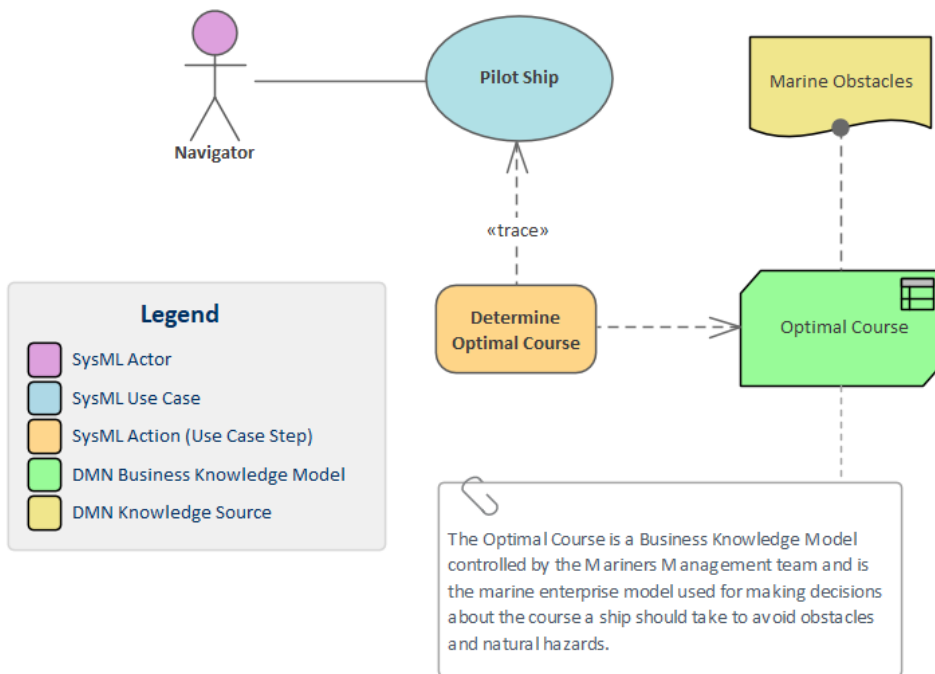 Navigator
Pilot Ship
Marine Obstacles
«trace»
Determine
Optimal Course
Optimal Course
Legend
SysML Actor
SysML Use Case
SysML Action (Use Case Step)
DMN Business Knowledge Model
DMN Knowledge Source
The Optimal Course is a Business Knowledge Model
controlled by the Mariners Management team and is
the marine enterprise model used for making decisions
about the course a ship should take to avoid obstacles
and natural hazards.